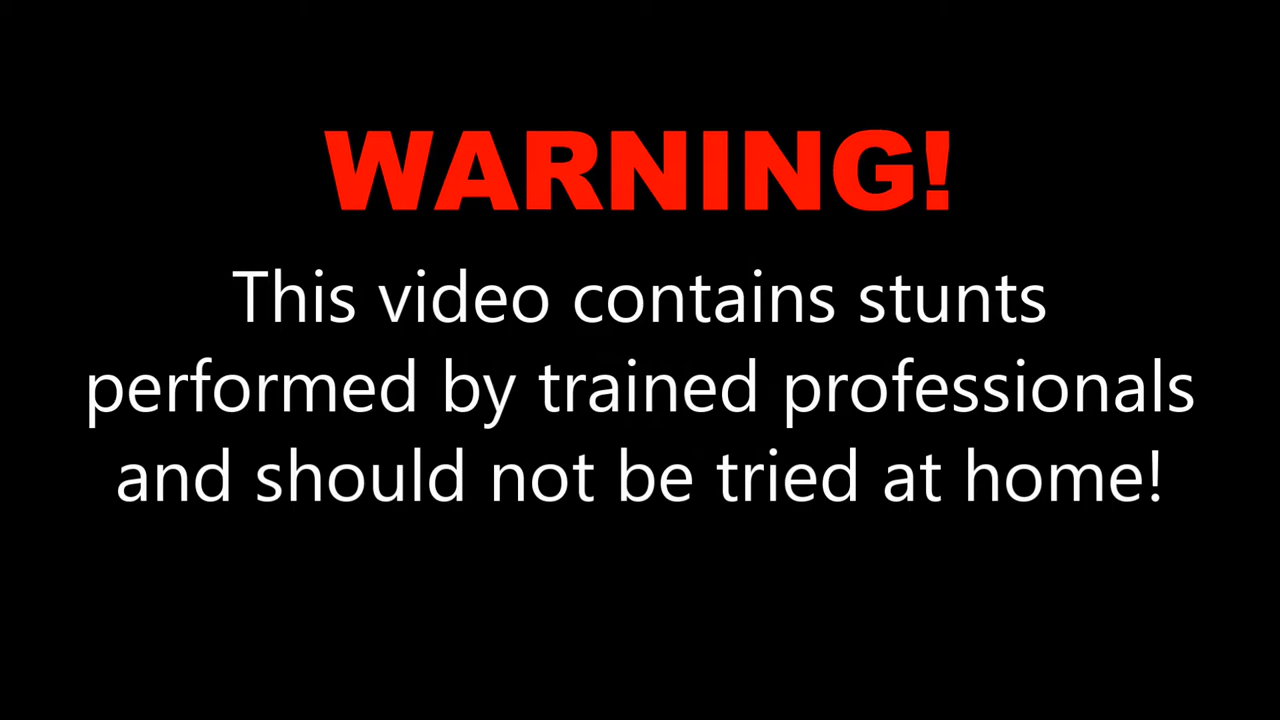 WARNING!
This video contains stunts
performed by trained professionals
and should not be tried at home!